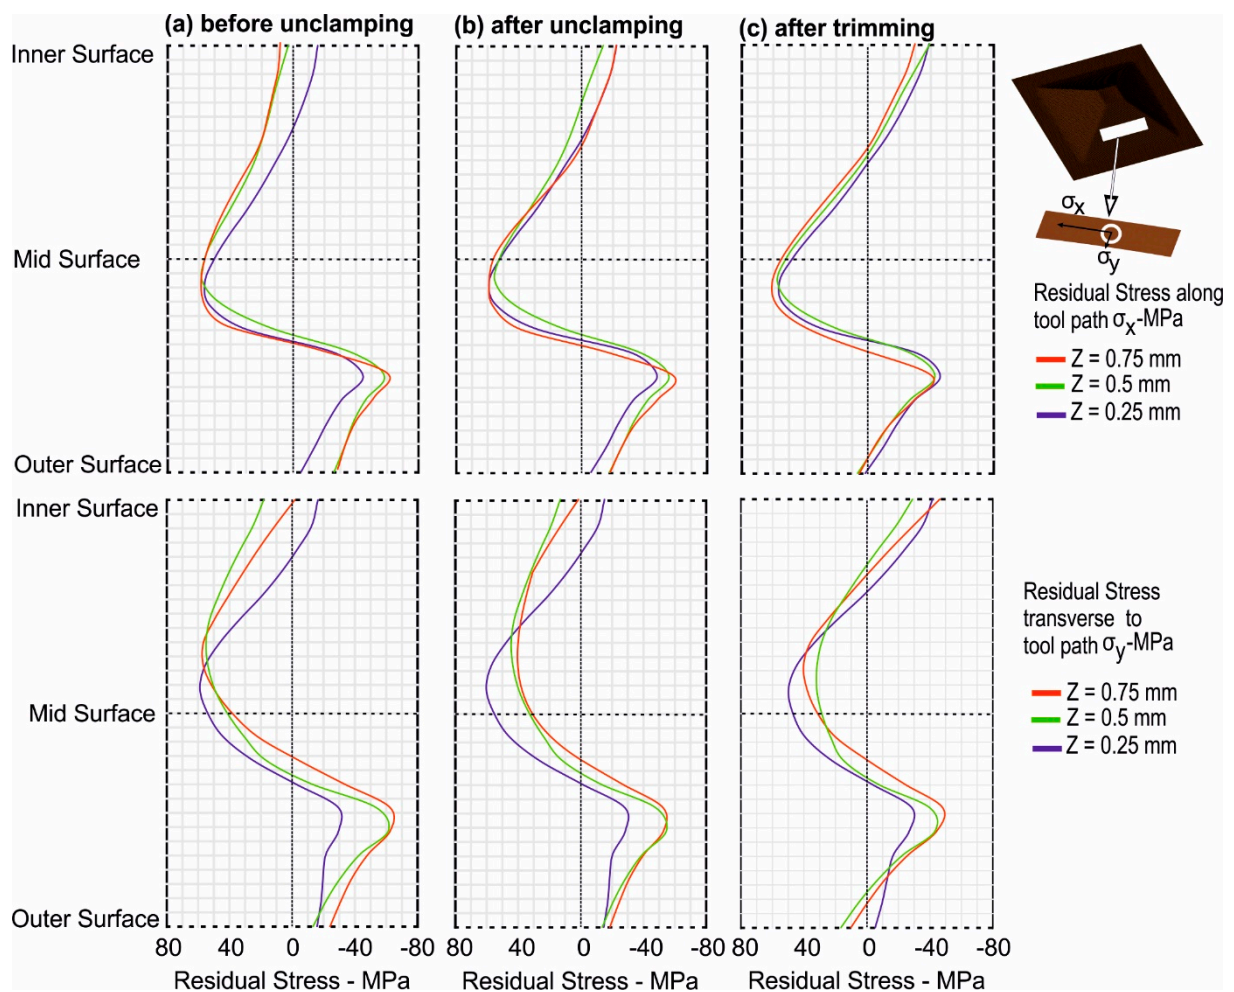 (a) before unclamping
(b) after unclamping
(c) after trimming
Inner Surface
Mid Surface
Outer Surface
σx
σy
Residual Stress along
tool path σx-MPa
Z = 0.75 mm
Z = 0.5 mm
Z = 0.25 mm
Inner Surface
Mid Surface
Outer Surface
Residual Stress
transverse to
tool path σy-MPa
Z = 0.75 mm
Z = 0.5 mm
Z = 0.25 mm
80 40 0 -40 -80
80 40 0 -40 -80
80 40 0 -40 -80
Residual Stress - MPa
Residual Stress - MPa
Residual Stress - MPa